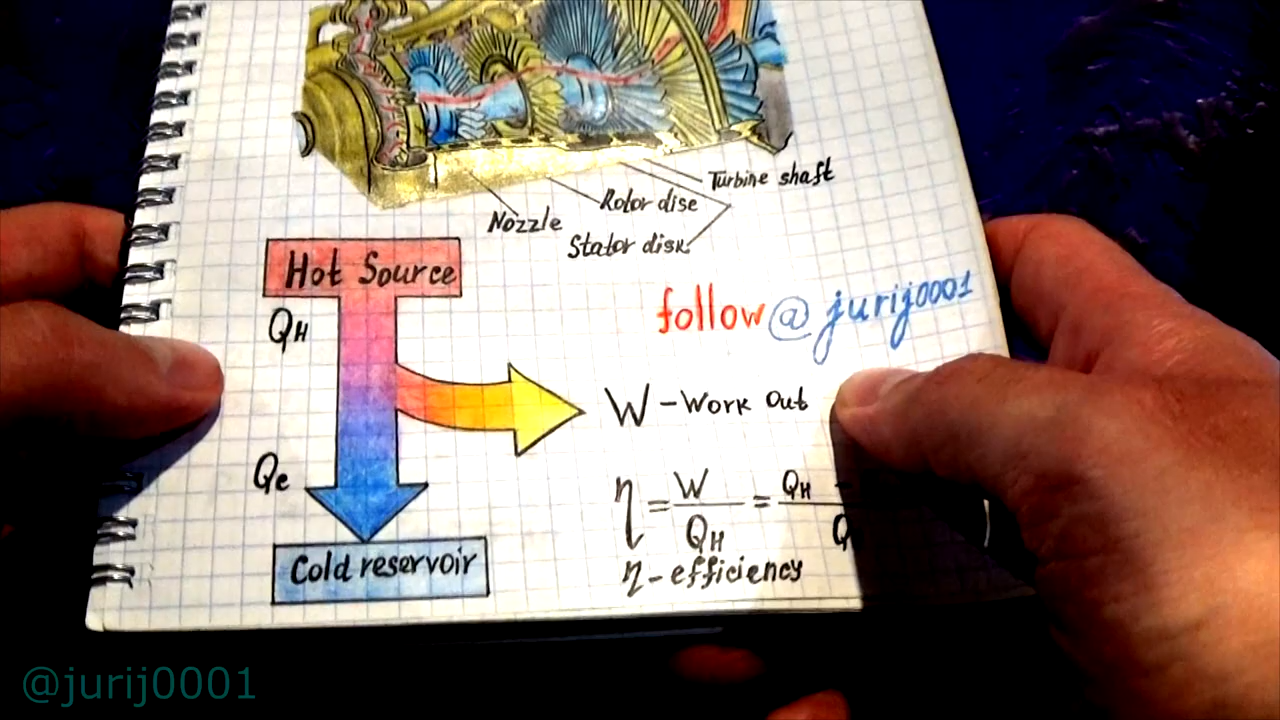 Turbine shaft
Rotor disc
Nozzle
Stator disk
Hot Source
follow @jurij0001
QH
W - Work Out
Qe
η = W / QH = QH - / Q
η - efficiency
Cold reservoir
@jurij0001